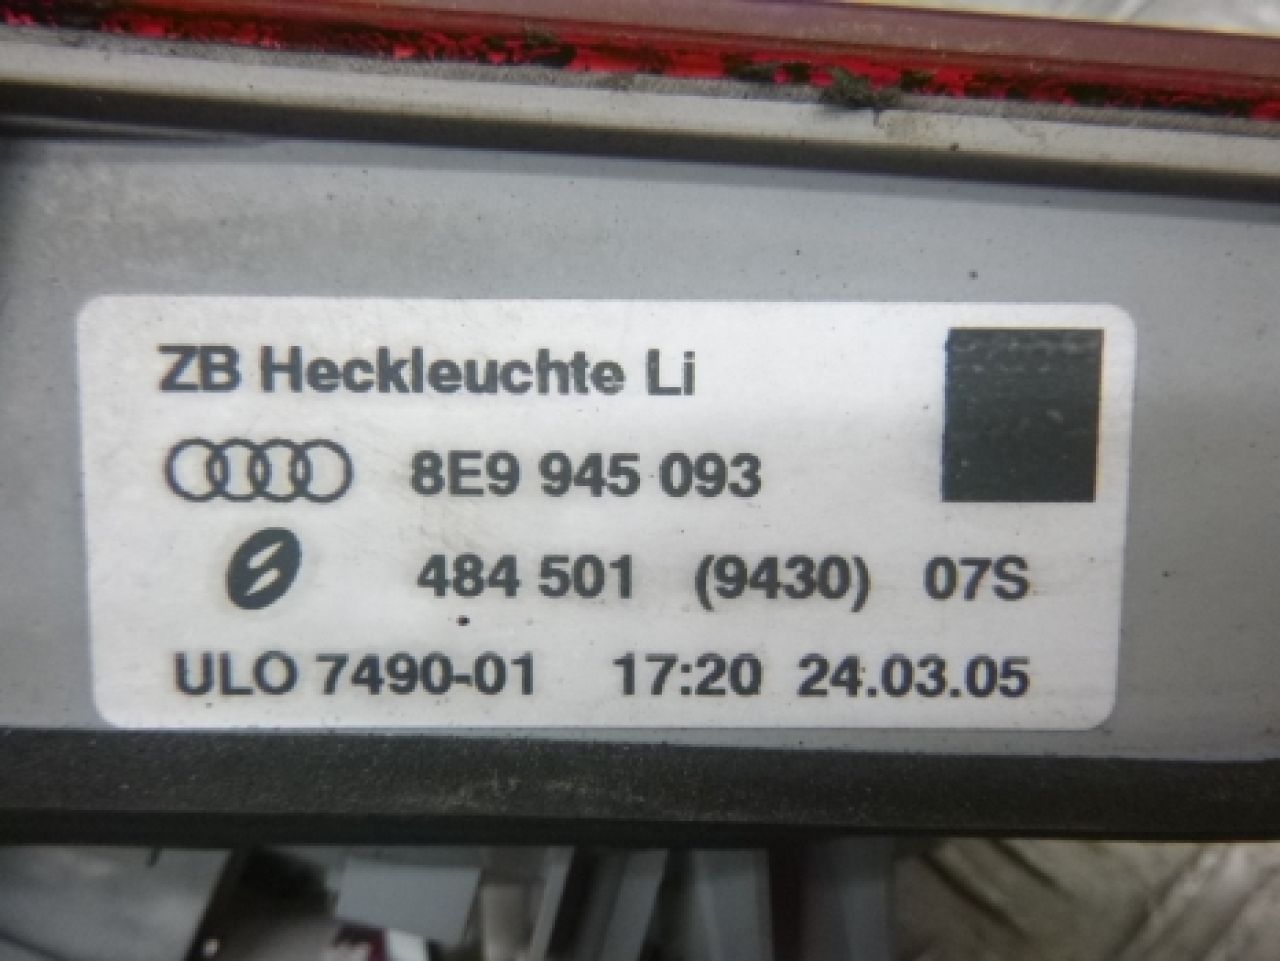 ZB Heckleuchte Li
8E9 945 093
484 501 (9430) 07S
ULO 7490-01 17:20 24.03.05